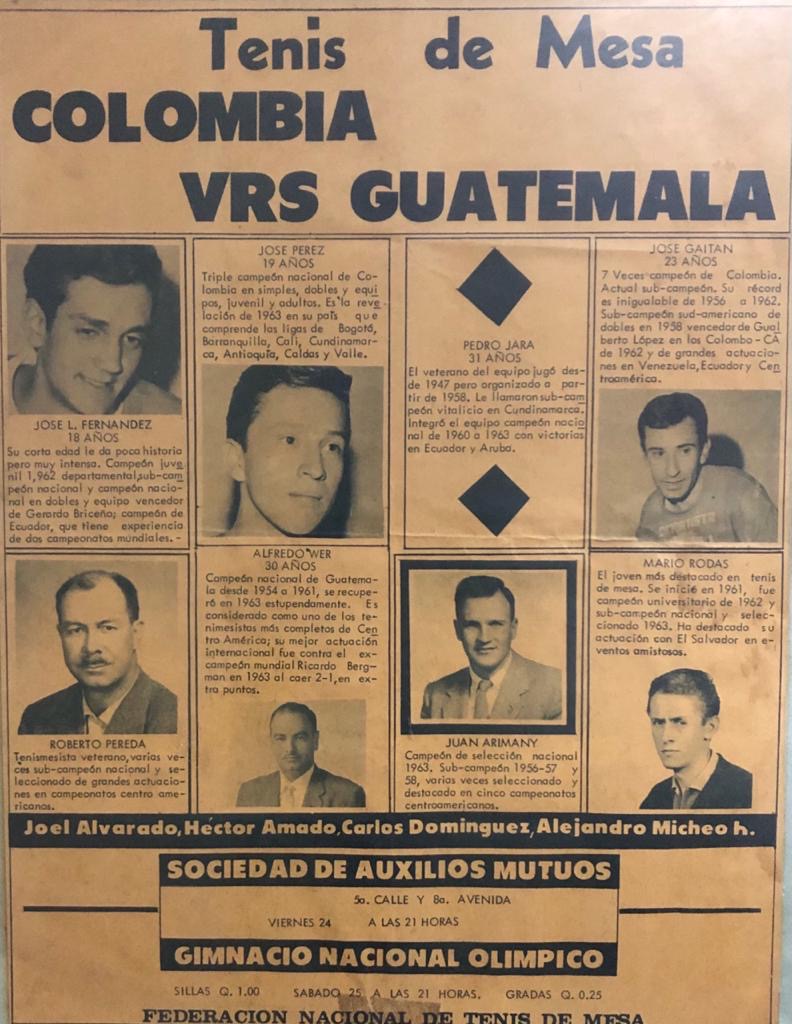 Tenis de Mesa
COLOMBIA
VRS GUATEMALA
JOSE L. FERNANDEZ
18 AÑOS
Su corta edad le da poca historia
pero muy intensa. Campeón juve
nil 1,962 departamental,sub-cam
peón nacional y campeón nacio-
nal en dobles y equipo vencedor
de Gerardo Briceño; campeón de
Ecuador, que tiene experiencia
de dos campeonatos mundiales.-
JOSE PEREZ
19 AÑOS
Triple campeón nacional de Co-
lombia en simples, dobles y equi
pos, juvenil y adultos. Es la reve
lación de 1963 en su país que
comprende las ligas de Bogotá,
Barranquilla, Cali, Cundinamar-
ca, Antioquia, Caldas y Valle.
PEDRO JARA
31 AÑOS
El veterano del equipo jugó des-
de 1947 pero organizado a par-
tir de 1958. Le llamaron sub-cam
peón vitalicio en Cundinamarca.
Integró el equipo campeón nacio
nal de 1960 a 1963 con victorias
en Ecuador y Aruba.
JOSE GAITAN
23 AÑOS
7 Veces campeón de Colombia.
Actual sub-campeón. Su récord
es inigualable de 1956 a 1962.
Sub-campeón sud-americano de
dobles en 1958 vencedor de Gual
berto López en los Colombo-CA
de 1962 y de grandes actuacio-
nes en Venezuela,Ecuador y Cen
troamérica.
ROBERTO PEREDA
Tenismesista veterano,varias ve-
ces sub-campeón nacional y se-
leccionado de grandes actuacio-
nes en campeonatos centro ame-
ricanos.
ALFREDO WER
30 AÑOS
Campeón nacional de Guatema-
la desde 1954 a 1961, se recupe-
ró en 1963 estupendamente. Es
considerado como uno de los te-
nimesistas más completos de Cen
tro América; su mejor actuación
internacional fue contra el ex-
campeón mundial Ricardo Berg-
man en 1963 al caer 2-1,en ex-
tra puntos.
JUAN ARIMANY
Campeón de selección nacional
1963. Sub-campeón 1956-57 y
58, varias veces seleccionado y
destacado en cinco campeonatos
centroamericanos.
MARIO RODAS
El joven más destacado en tenis
de mesa. Se inició en 1961, fue
campeón universitario de 1962 y
sub-campeón nacional y selec-
cionado 1963. Ha destacado su
actuación con El Salvador en e-
ventos amistosos.
Joel Alvarado,Héctor Amado,Carlos Dominguez,Alejandro Micheo h.
SOCIEDAD DE AUXILIOS MUTUOS
5a. CALLE Y 8a. AVENIDA
VIERNES 24 A LAS 21 HORAS
GIMNACIO NACIONAL OLIMPICO
SILLAS Q. 1.00 SABADO 25 A LAS 21 HORAS. GRADAS Q. 0.25
FEDERACION NACIONAL DE TENIS DE MESA